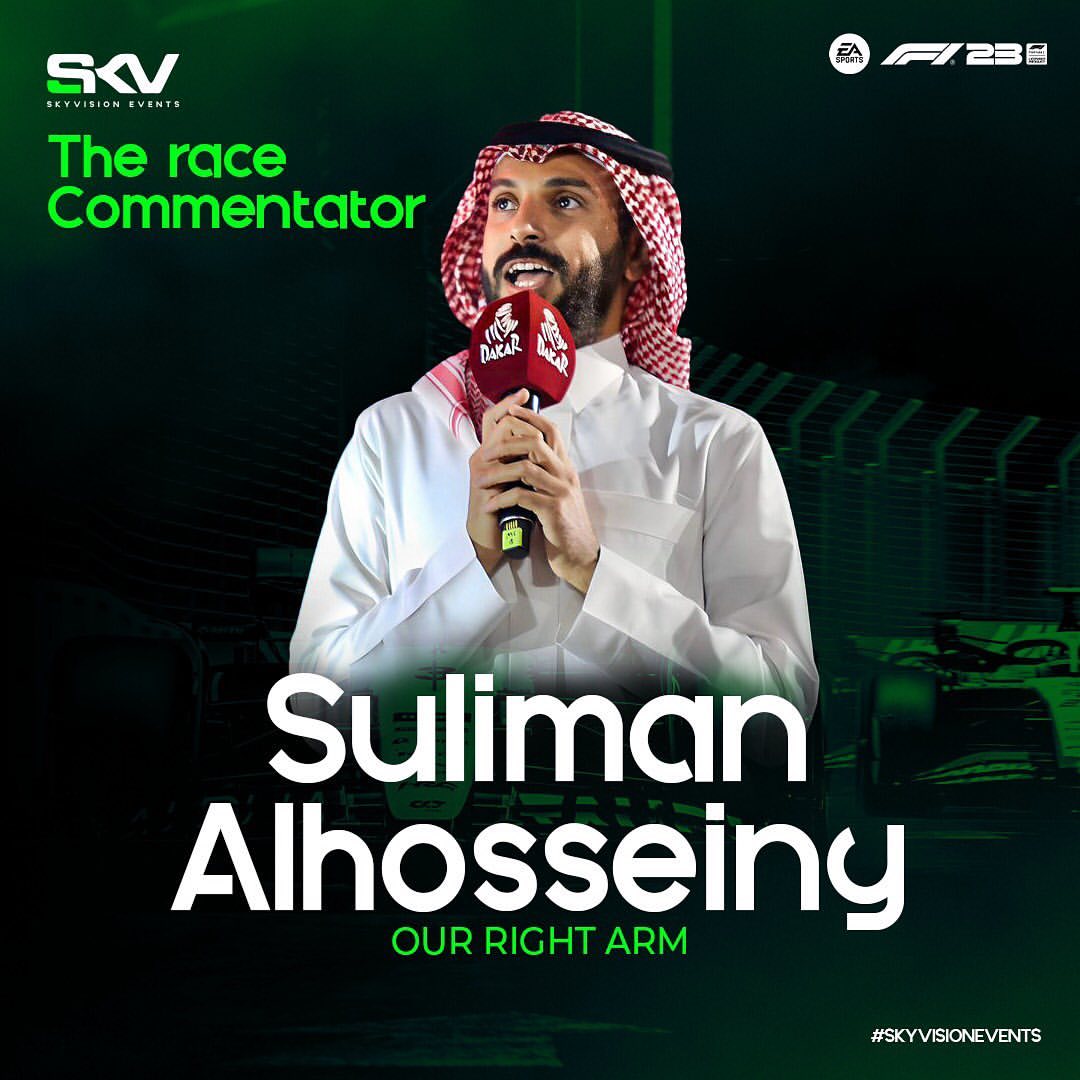 SKV
SKYVISION EVENTS
EA
SPORTS
F1 23
The race
Commentator
DAKAR
DAKAR
Suliman
Alhosseiny
OUR RIGHT ARM
#SKYVISIONEVENTS